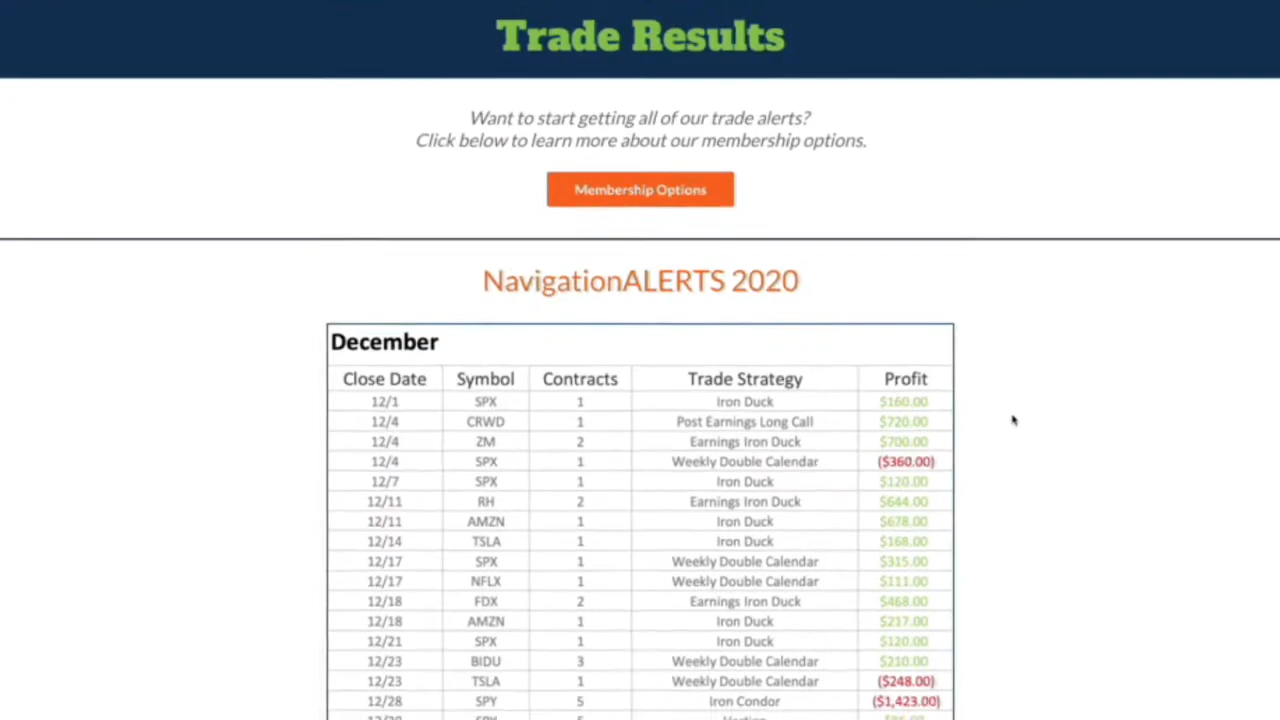 Trade Results
Want to start getting all of our trade alerts?
Click below to learn more about our membership options.
Membership Options
NavigationALERTS 2020
December
Close Date Symbol Contracts Trade Strategy Profit
12/1 SPX 1 Iron Duck $160.00
12/4 CRWD 1 Post Earnings Long Call $720.00
12/4 ZM 2 Earnings Iron Duck $700.00
12/4 SPX 1 Weekly Double Calendar ($360.00)
12/7 SPX 1 Iron Duck $120.00
12/11 RH 2 Earnings Iron Duck $644.00
12/11 AMZN 1 Iron Duck $678.00
12/14 TSLA 1 Iron Duck $168.00
12/17 SPX 1 Weekly Double Calendar $315.00
12/17 NFLX 1 Weekly Double Calendar $111.00
12/18 FDX 2 Earnings Iron Duck $468.00
12/18 AMZN 1 Iron Duck $217.00
12/21 SPX 1 Iron Duck $120.00
12/23 BIDU 3 Weekly Double Calendar $210.00
12/23 TSLA 1 Weekly Double Calendar ($248.00)
12/28 SPY 5 Iron Condor ($1,423.00)